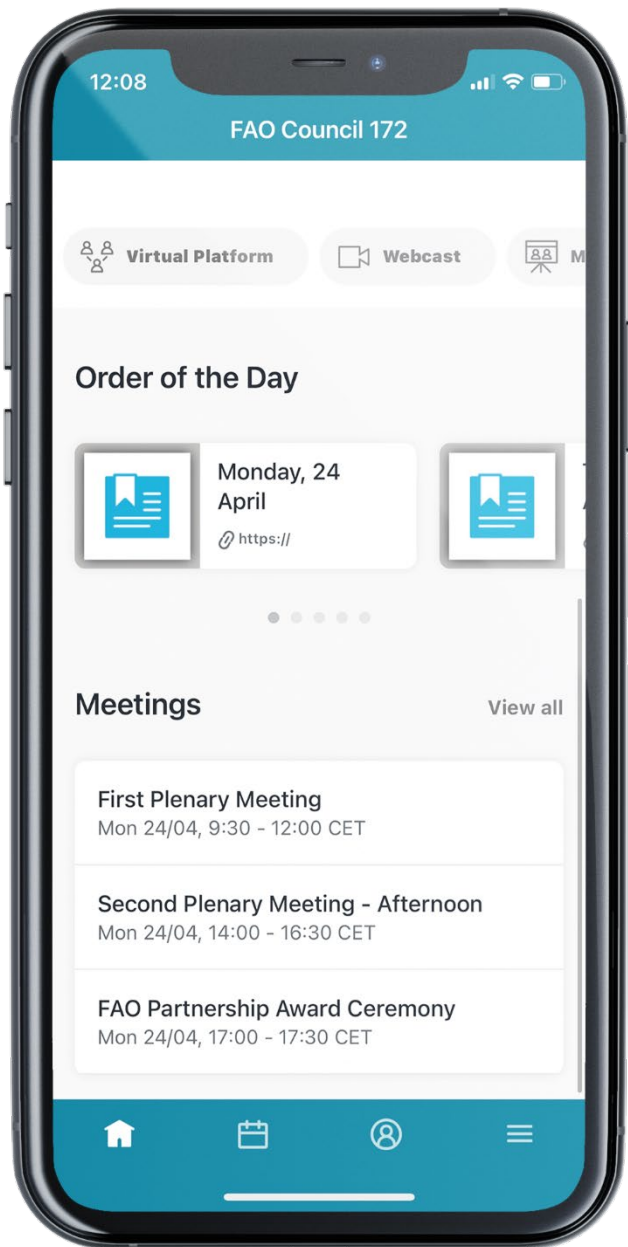 12:08
FAO Council 172
Virtual Platform
Webcast
M
Order of the Day
Monday, 24
April
https://
Meetings
View all
First Plenary Meeting
Mon 24/04, 9:30 - 12:00 CET
Second Plenary Meeting - Afternoon
Mon 24/04, 14:00 - 16:30 CET
FAO Partnership Award Ceremony
Mon 24/04, 17:00 - 17:30 CET